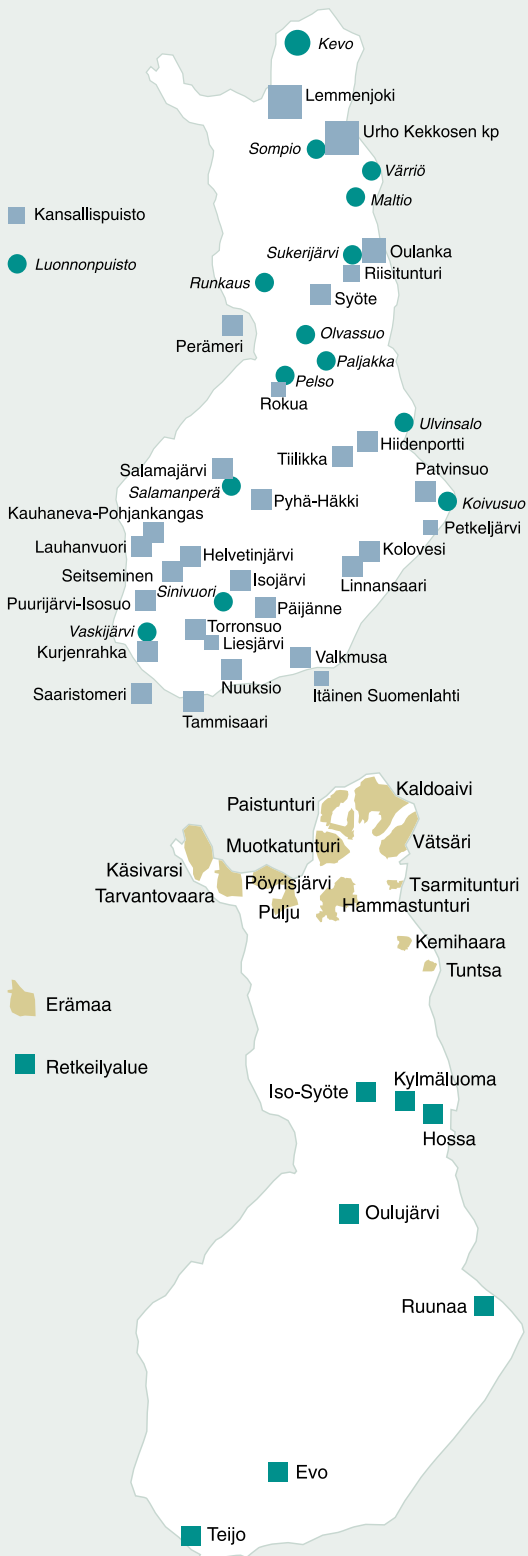 Kevo
Lemmenjoki
Urho Kekkosen kp
Sompio
Värriö
Maltio
Kansallispuisto
Sukerijärvi
Oulanka
Luonnonpuisto
Riisitunturi
Runkaus
Syöte
Olvassuo
Perämeri
Paljakka
Pelso
Rokua
Ulvinsalo
Hiidenportti
Tiilikka
Salamajärvi
Patvinsuo
Salamanperä
Pyhä-Häkki
Koivusuo
Kauhaneva-Pohjankangas
Petkeljärvi
Lauhanvuori
Helvetinjärvi
Kolovesi
Seitseminen
Isojärvi
Linnansaari
Sinivuori
Puurijärvi-Isosuo
Päijänne
Torronsuo
Vaskijärvi
Liesjärvi
Kurjenrahka
Valkmusa
Nuuksio
Saaristomeri
Itäinen Suomenlahti
Tammisaari
Kaldoaivi
Paistunturi
Muotkatunturi
Vätsäri
Käsivarsi
Pöyrisjärvi
Tsarmitunturi
Tarvantovaara
Pulju
Hammastunturi
Kemihaara
Tuntsa
Erämaa
Retkeilyalue
Kylmäluoma
Iso-Syöte
Hossa
Oulujärvi
Ruunaa
Evo
Teijo